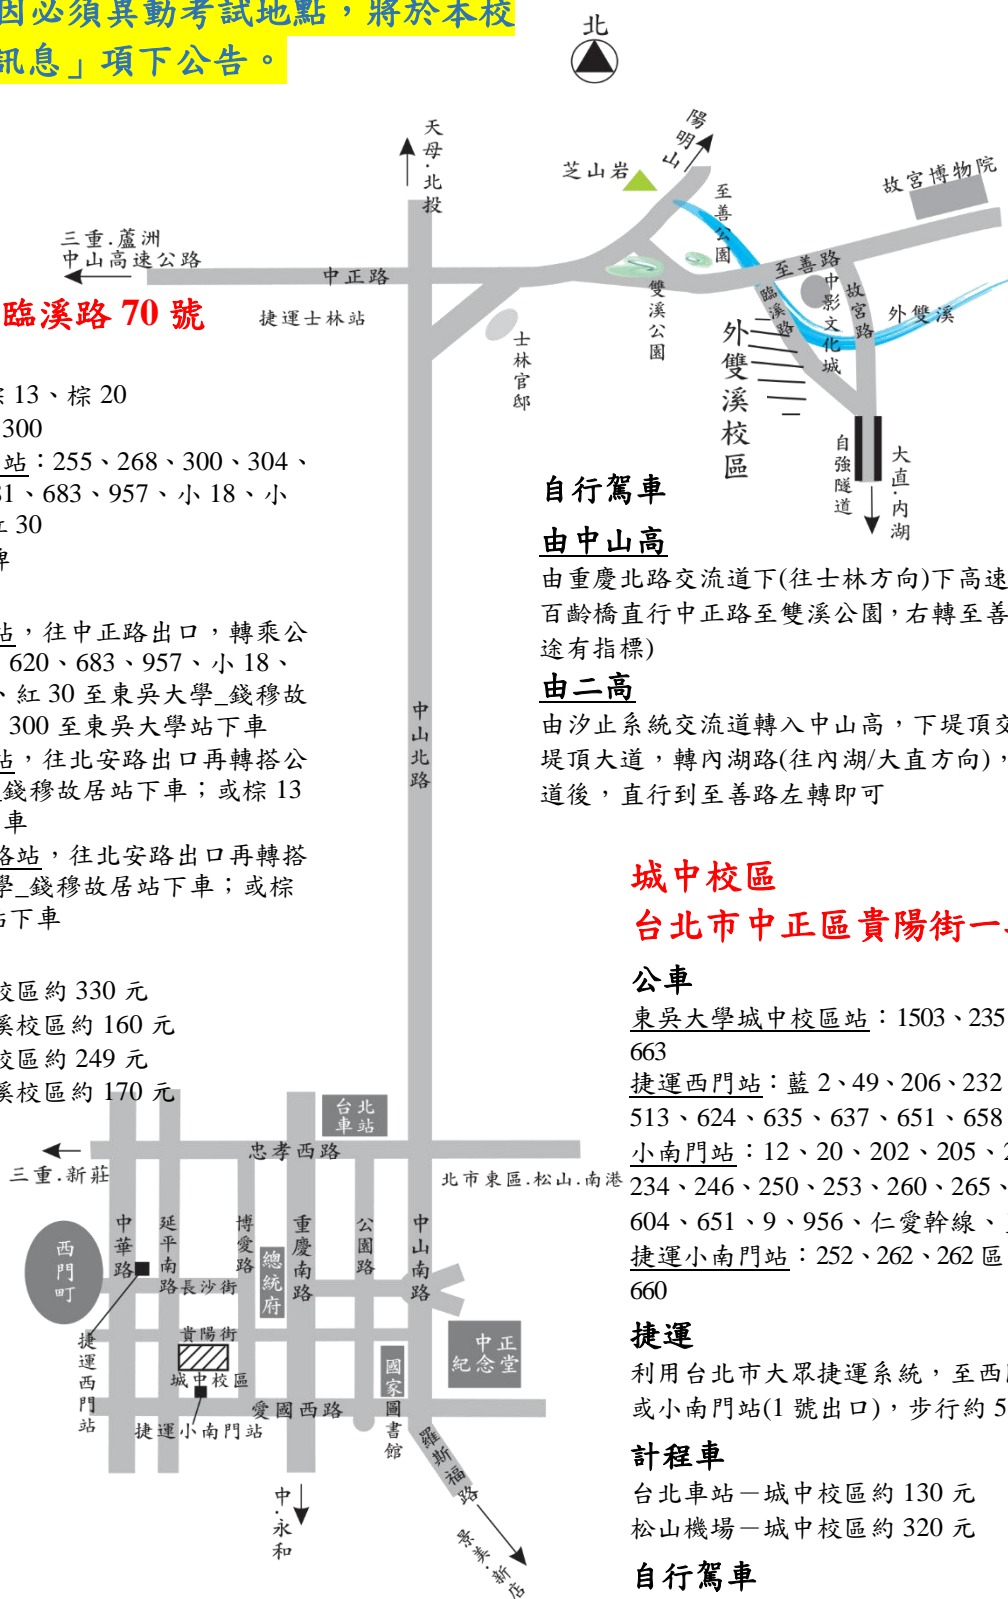 因必須異動考試地點，將於本校
訊息」項下公告。
北
天母.北投
陽明山
芝山岩
至善公園
故宮博物院
三重.蘆洲
中山高速公路
中正路
至善路
臨溪路 70 號
捷運士林站
士林官邸
雙溪公園
臨溪路
中影文化城
故宮路
外雙溪
外雙溪校區
自強隧道
大直.內湖
13、棕 20
300
站：255、268、300、304、
81、683、957、小 18、小
紅 30
自行駕車
由中山高
由重慶北路交流道下(往士林方向)下高速
百齡橋直行中正路至雙溪公園，右轉至善
途有指標)
由二高
由汐止系統交流道轉入中山高，下堤頂交
堤頂大道，轉內湖路(往內湖/大直方向)，
道後，直行到至善路左轉即可
站，往中正路出口，轉乘公
620、683、957、小 18、
、紅 30 至東吳大學_錢穆故
300 至東吳大學站下車
站，往北安路出口再轉搭公
錢穆故居站下車；或棕 13
車
路站，往北安路出口再轉搭
學_錢穆故居站下車；或棕
站下車
中山北路
校區約 330 元
溪校區約 160 元
校區約 249 元
溪校區約 170 元
城中校區
台北市中正區貴陽街一
公車
東吳大學城中校區站：1503、235
663
捷運西門站：藍 2、49、206、232
513、624、635、637、651、658
小南門站：12、20、202、205、2
234、246、250、253、260、265、
604、651、9、956、仁愛幹線、
捷運小南門站：252、262、262 區
660
捷運
利用台北市大眾捷運系統，至西
或小南門站(1 號出口)，步行約 5
計程車
台北車站－城中校區約 130 元
松山機場－城中校區約 320 元
自行駕車
台北車站
忠孝西路
三重.新莊
北市東區.松山.南港
西門町
中華路
延平南路
博愛路
總統府
重慶南路
公園路
中山南路
長沙街
貴陽街
城中校區
捷運西門站
捷運小南門站
愛國西路
國家圖書館
中正紀念堂
羅斯福路
中.永和
景美.新店